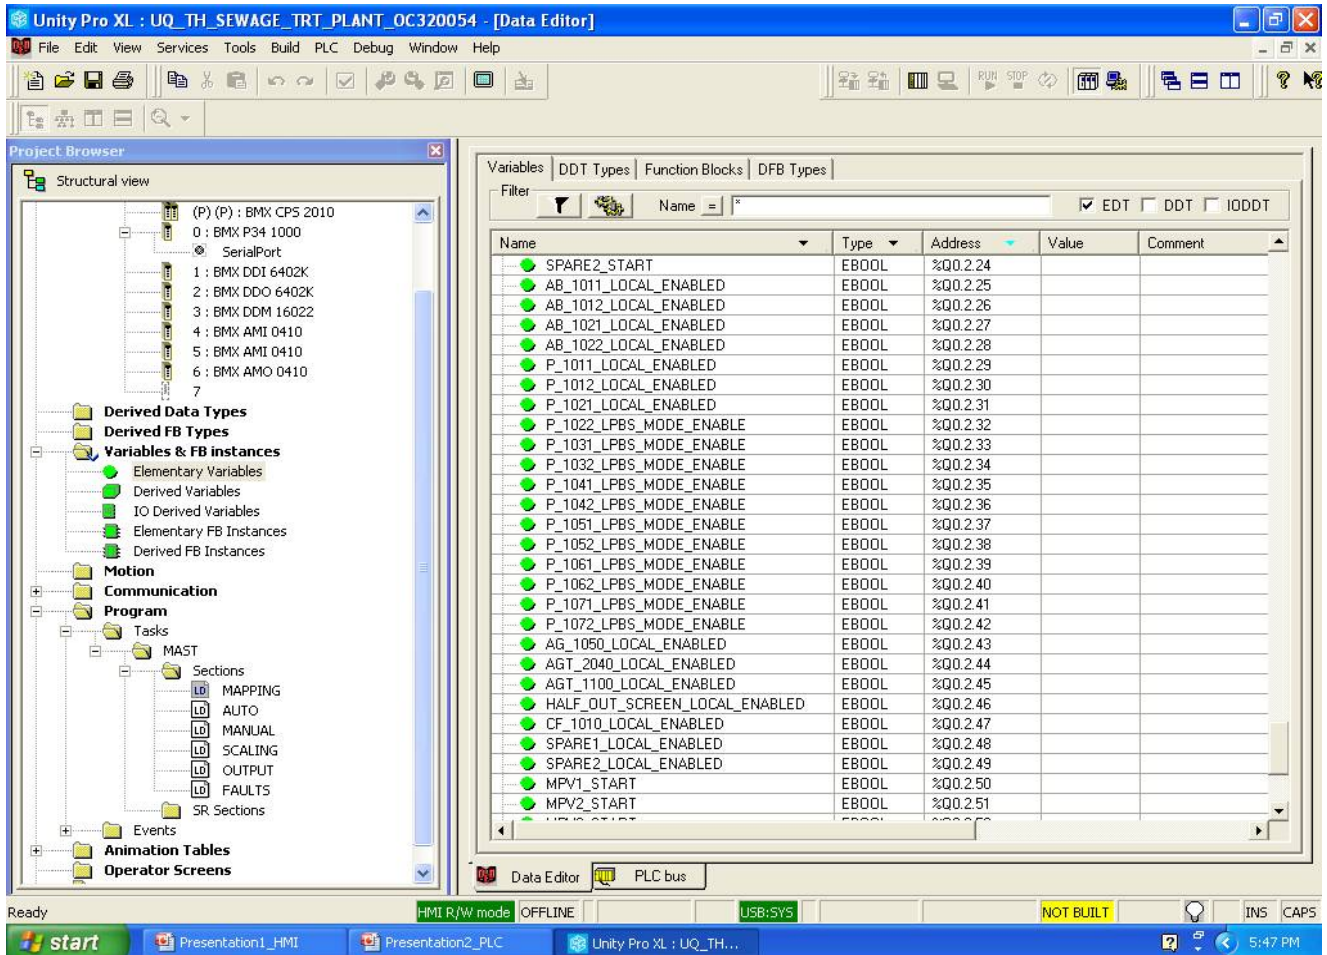 Unity Pro XL : UQ_TH_SEWAGE_TRT_PLANT_OC320054 - [Data Editor]
File Edit View Services Tools Build PLC Debug Window Help
RUN STOP
Project Browser
Structural view
(P) (P) : BMX CPS 2010
0 : BMX P34 1000
SerialPort
1 : BMX DDI 6402K
2 : BMX DDO 6402K
3 : BMX DDM 16022
4 : BMX AMI 0410
5 : BMX AMI 0410
6 : BMX AMO 0410
7
Derived Data Types
Derived FB Types
Variables & FB instances
Elementary Variables
Derived Variables
IO Derived Variables
Elementary FB Instances
Derived FB Instances
Motion
Communication
Program
Tasks
MAST
Sections
LD MAPPING
LD AUTO
LD MANUAL
LD SCALING
LD OUTPUT
LD FAULTS
SR Sections
Events
Animation Tables
Operator Screens
Variables DDT Types Function Blocks DFB Types
Filter
Name = * EDT DDT IODDT
Name Type Address Value Comment
SPARE2_START EBOOL %Q0.2.24
AB_1011_LOCAL_ENABLED EBOOL %Q0.2.25
AB_1012_LOCAL_ENABLED EBOOL %Q0.2.26
AB_1021_LOCAL_ENABLED EBOOL %Q0.2.27
AB_1022_LOCAL_ENABLED EBOOL %Q0.2.28
P_1011_LOCAL_ENABLED EBOOL %Q0.2.29
P_1012_LOCAL_ENABLED EBOOL %Q0.2.30
P_1021_LOCAL_ENABLED EBOOL %Q0.2.31
P_1022_LPBS_MODE_ENABLE EBOOL %Q0.2.32
P_1031_LPBS_MODE_ENABLE EBOOL %Q0.2.33
P_1032_LPBS_MODE_ENABLE EBOOL %Q0.2.34
P_1041_LPBS_MODE_ENABLE EBOOL %Q0.2.35
P_1042_LPBS_MODE_ENABLE EBOOL %Q0.2.36
P_1051_LPBS_MODE_ENABLE EBOOL %Q0.2.37
P_1052_LPBS_MODE_ENABLE EBOOL %Q0.2.38
P_1061_LPBS_MODE_ENABLE EBOOL %Q0.2.39
P_1062_LPBS_MODE_ENABLE EBOOL %Q0.2.40
P_1071_LPBS_MODE_ENABLE EBOOL %Q0.2.41
P_1072_LPBS_MODE_ENABLE EBOOL %Q0.2.42
AG_1050_LOCAL_ENABLED EBOOL %Q0.2.43
AGT_2040_LOCAL_ENABLED EBOOL %Q0.2.44
AGT_1100_LOCAL_ENABLED EBOOL %Q0.2.45
HALF_OUT_SCREEN_LOCAL_ENABLED EBOOL %Q0.2.46
CF_1010_LOCAL_ENABLED EBOOL %Q0.2.47
SPARE1_LOCAL_ENABLED EBOOL %Q0.2.48
SPARE2_LOCAL_ENABLED EBOOL %Q0.2.49
MPV1_START EBOOL %Q0.2.50
MPV2_START EBOOL %Q0.2.51
Data Editor PLC bus
Ready HMI R/W mode OFFLINE USB:SYS NOT BUILT INS CAPS
start Presentation1_HMI Presentation2_PLC Unity Pro XL : UQ_TH... 5:47 PM